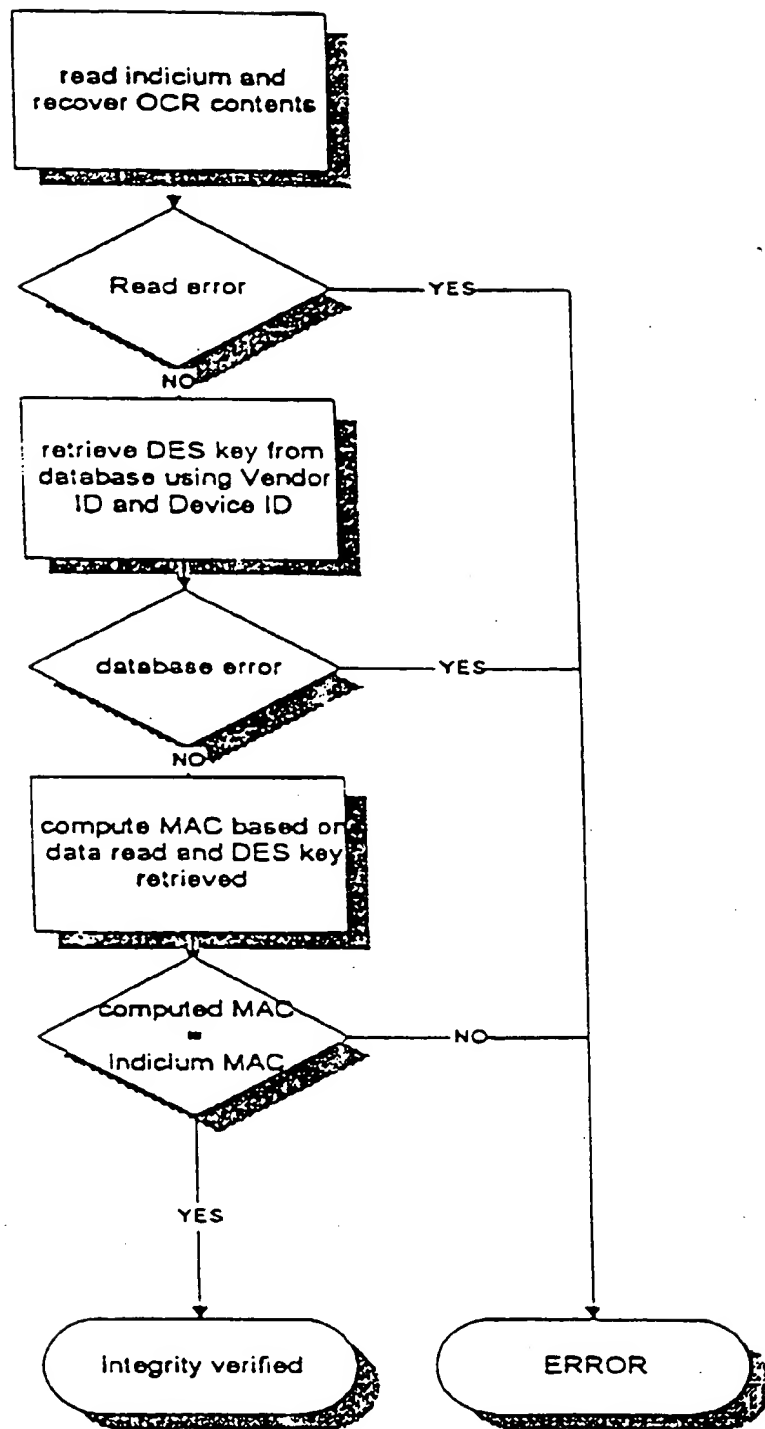 read indicium and
recover OCR contents
Read error
YES
NO
retrieve DES key from
database using Vendor
ID and Device ID
database error
YES
NO
compute MAC based on
data read and DES key
retrieved
computed MAC
=
indicium MAC
NO
YES
integrity verified
ERROR